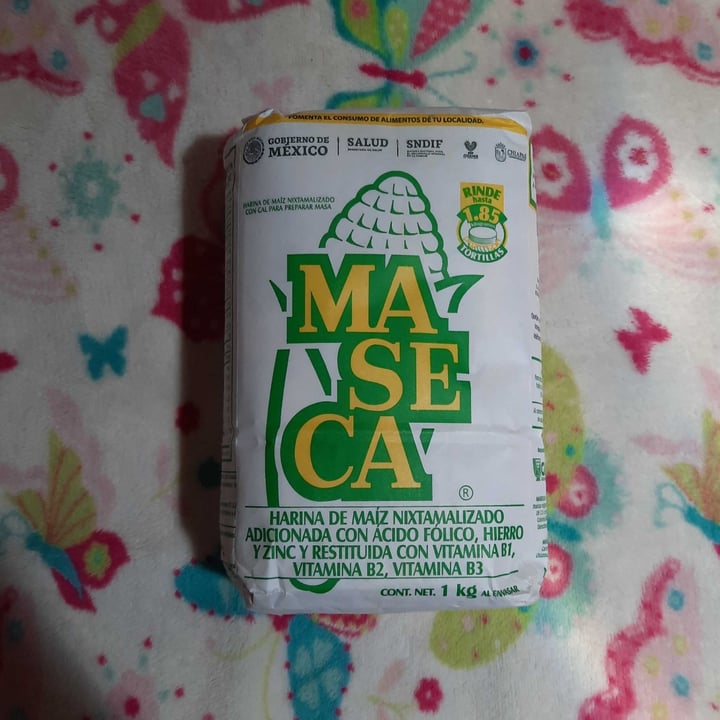 FOMENTA EL CONSUMO DE ALIMENTOS DE TU LOCALIDAD.
GOBIERNO DE
MÉXICO
SALUD
SNDIF
CHIAPAS
HARINA DE MAÍZ NIXTAMALIZADO
CON CAL PARA PREPARAR MASA
RINDE
hasta
1.85
TORTILLAS
MA
SE
CA
®
HARINA DE MAÍZ NIXTAMALIZADO
ADICIONADA CON ÁCIDO FÓLICO, HIERRO
Y ZINC Y RESTITUIDA CON VITAMINA B1,
VITAMINA B2, VITAMINA B3
CONT. NET. 1 kg AL ENVASAR